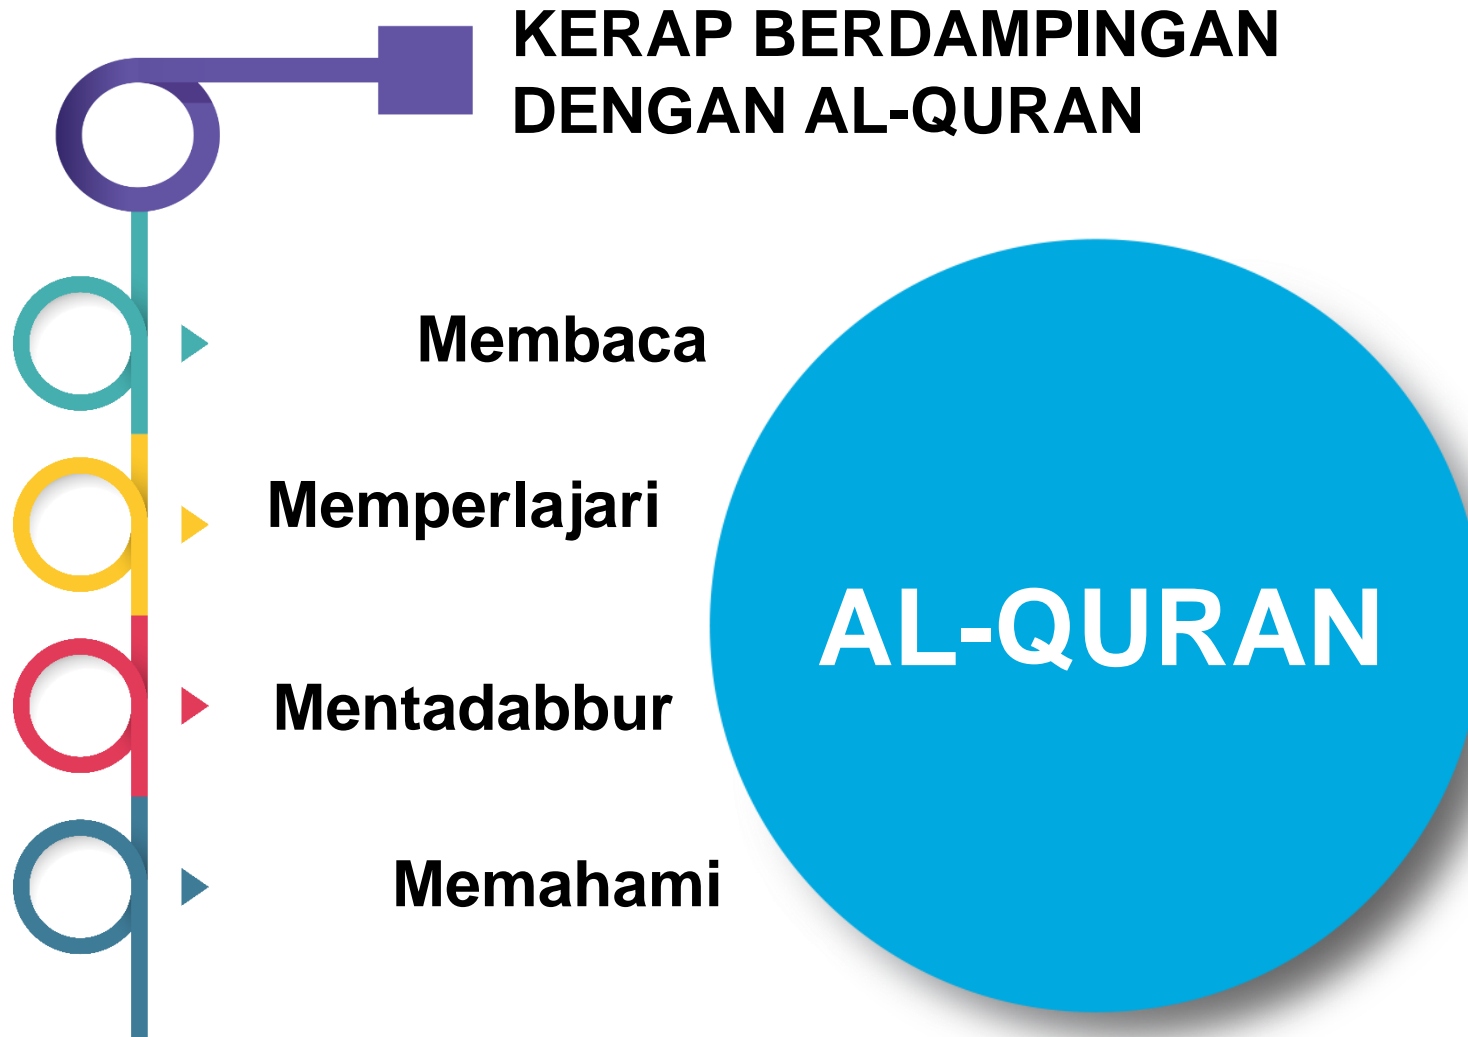 KERAP BERDAMPINGAN
DENGAN AL-QURAN
Membaca
Memperlajari
Mentadabbur
Memahami
AL-QURAN